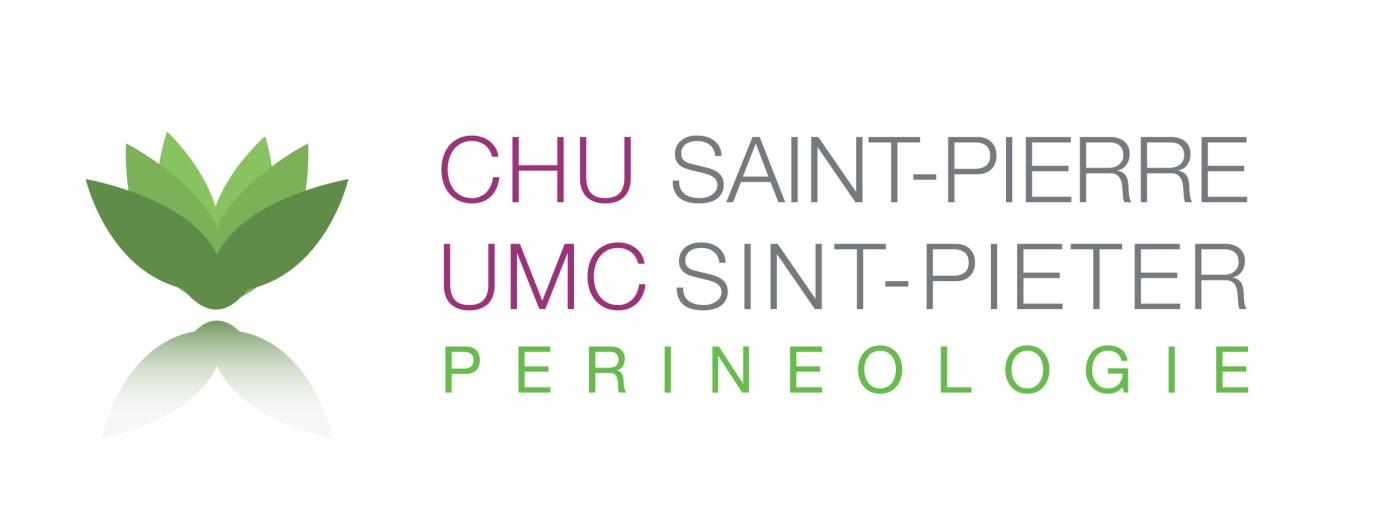 CHU SAINT-PIERRE
UMC SINT-PIETER
PERINEOLOGIE